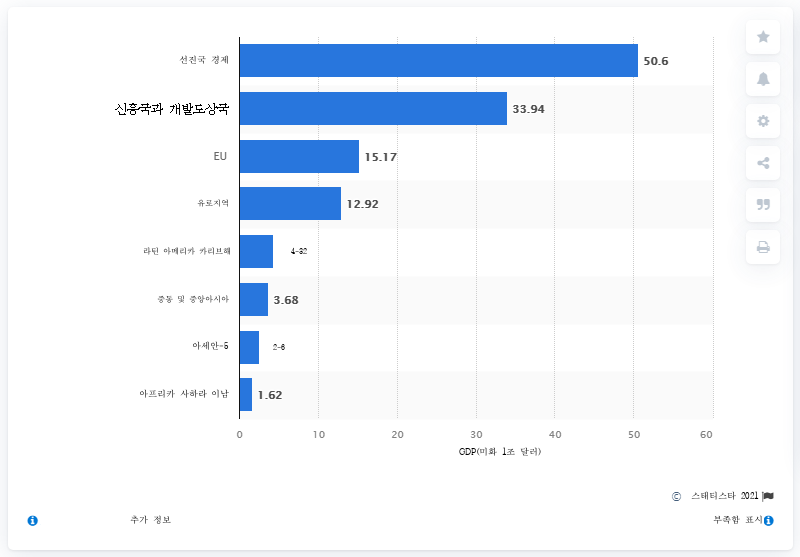 선진국 경제
50.6
신흥국과 개발도상국
33.94
EU
15.17
유로지역
12.92
라틴 아메리카 카리브해
4-32
중동 및 중앙아시아
3.68
아세안-5
2-6
아프리카 사하라 이남
1.62
0 10 20 30 40 50 60
GDP(미화 1조 달러)
© 스태티스타 2021
추가 정보
부족함 표시